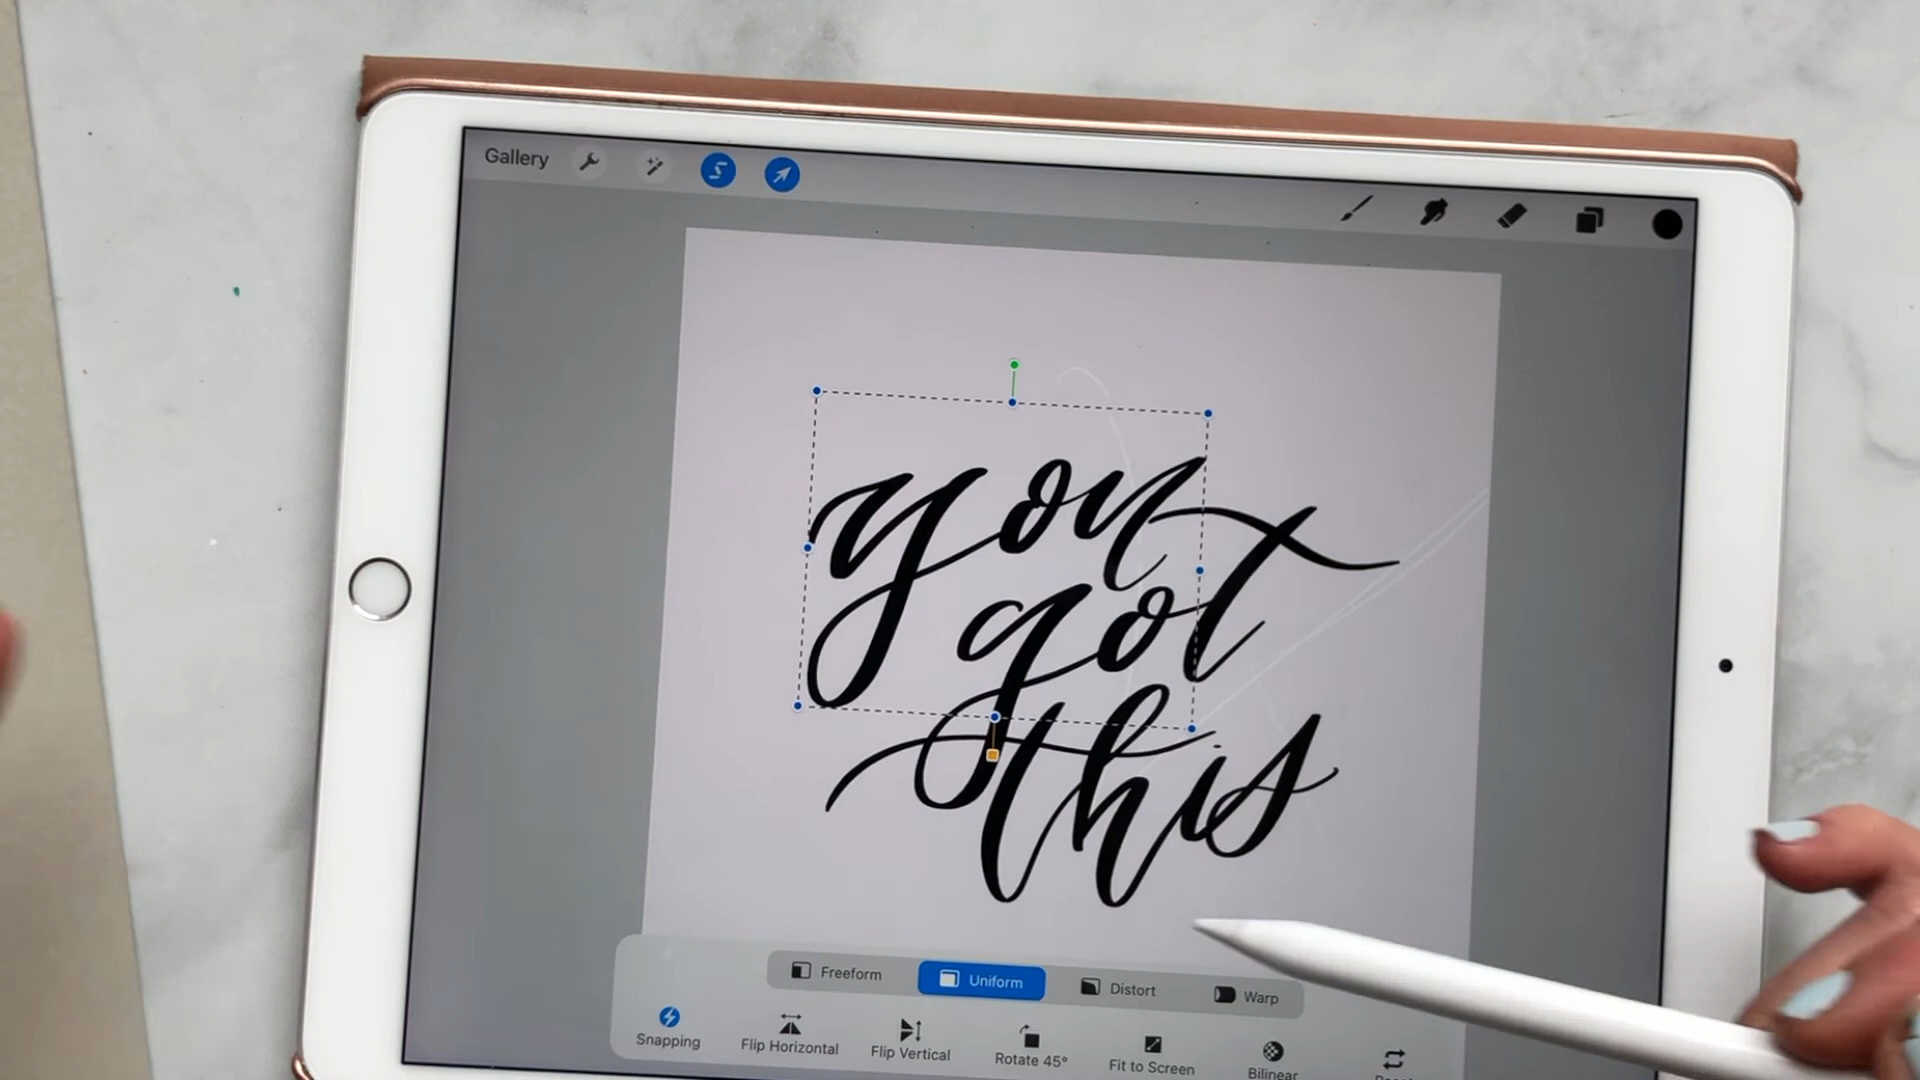 Gallery
you
got
this
Freeform Uniform Distort Warp
Snapping Flip Horizontal Flip Vertical Rotate 45° Fit to Screen Bilinear